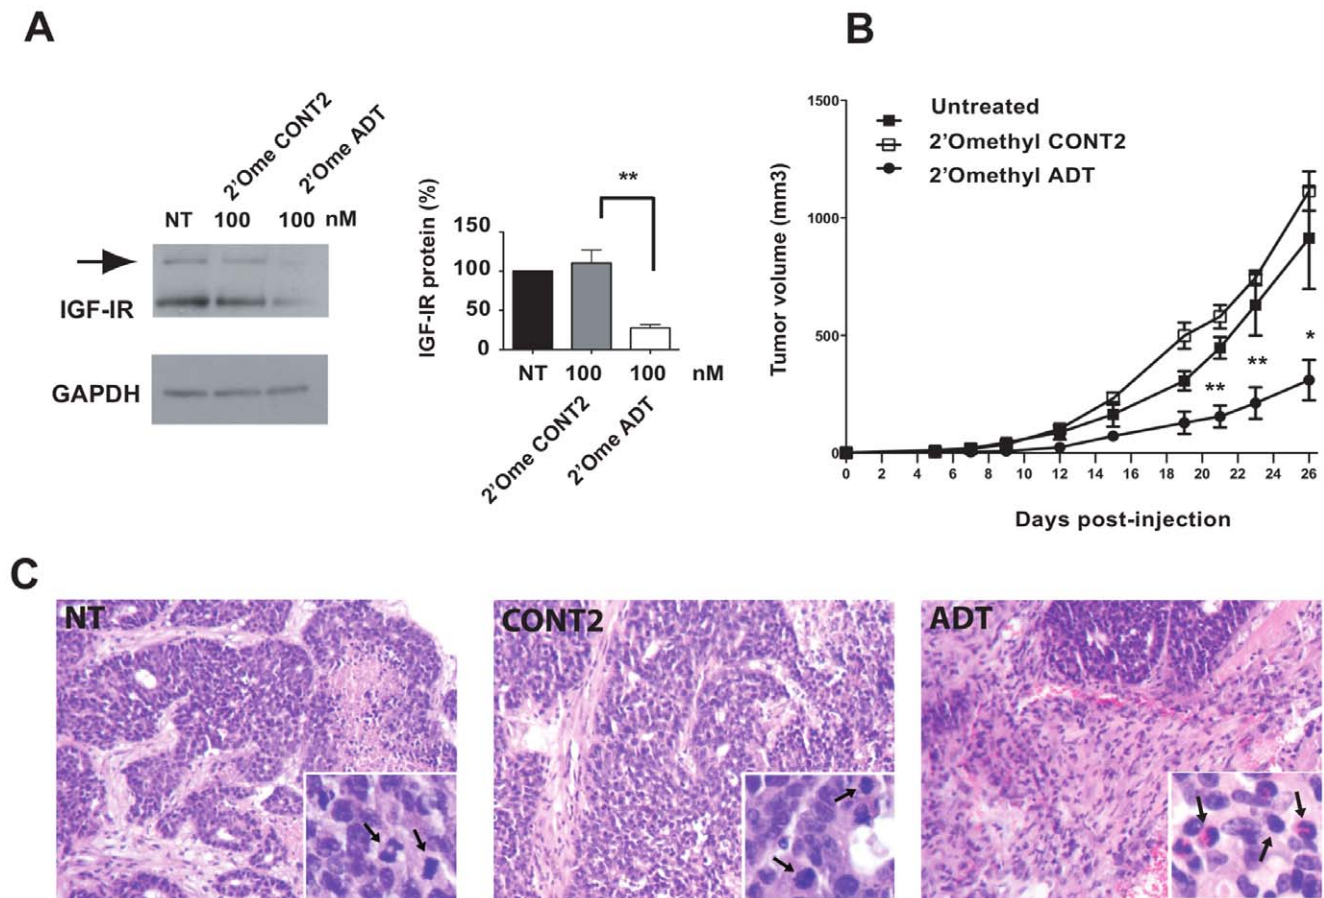 A
2'Ome CONT2
2'Ome ADT
NT 100 100 nM
IGF-IR
GAPDH
IGF-IR protein (%)
150
100
50
0
**
NT 100 100 nM
2'Ome CONT2
2'Ome ADT
B
Untreated
2'Omethyl CONT2
2'Omethyl ADT
Tumor volume (mm3)
1500
1000
500
0
**
**
*
0 2 4 6 8 10 12 14 16 18 20 22 24 26
Days post-injection
C
NT
CONT2
ADT